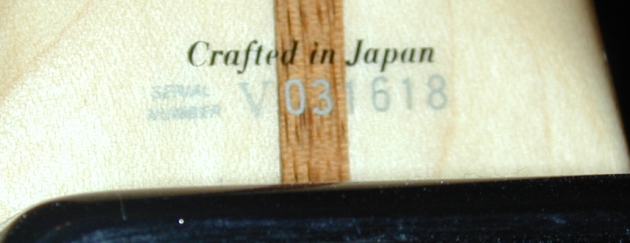 Crafted in Japan
SERIAL
NUMBER V031618